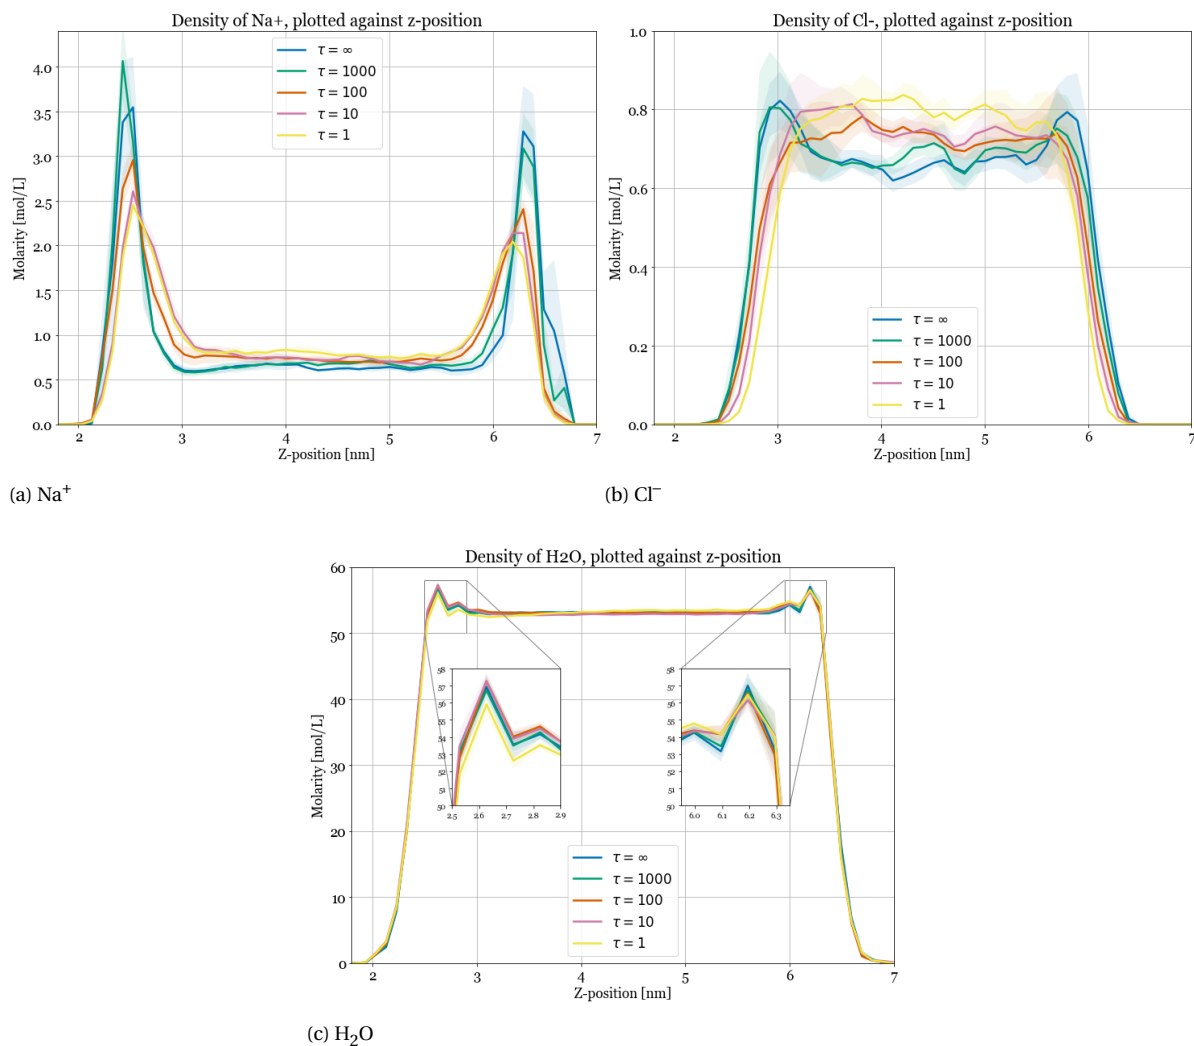 Density of Na+, plotted against z-position
Molarity [mol/L]
4.0
3.5
3.0
2.5
2.0
1.5
1.0
0.5
0.0
τ = ∞
τ = 1000
τ = 100
τ = 10
τ = 1
2 3 4 5 6 7
Z-position [nm]
(a) Na⁺
Density of Cl-, plotted against z-position
Molarity [mol/L]
1.0
0.8
0.6
0.4
0.2
0.0
τ = ∞
τ = 1000
τ = 100
τ = 10
τ = 1
2 3 4 5 6 7
Z-position [nm]
(b) Cl⁻
Density of H2O, plotted against z-position
Molarity [mol/L]
60
50
40
30
20
10
0
58
57
56
55
54
53
52
51
50
2.5 2.6 2.7 2.8 2.9
58
57
56
55
54
53
52
51
50
6.0 6.1 6.2 6.3
τ = ∞
τ = 1000
τ = 100
τ = 10
τ = 1
2 3 4 5 6 7
Z-position [nm]
(c) H₂O